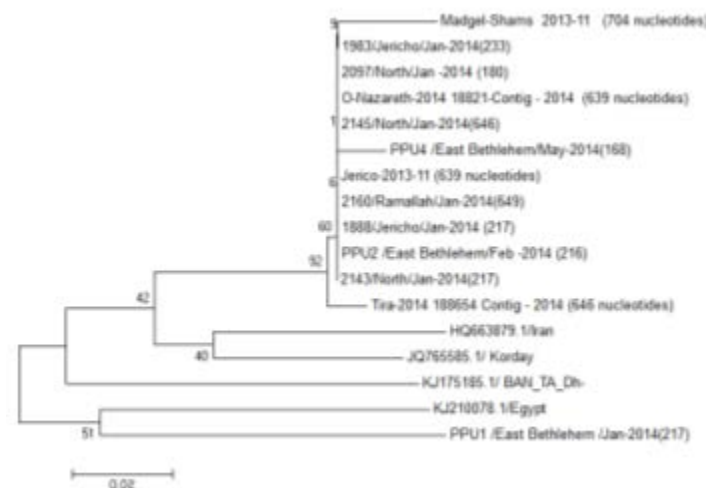 9
Madgel-Shams 2013-11 (704 nucleotides)
1983/Jericho/Jan-2014(233)
2097/North/Jan -2014 (180)
O-Nazareth-2014 18821-Contig - 2014 (639 nucleotides)
1
2145/North/Jan-2014(646)
PPU4 /East Bethlehem/May-2014(168)
6
Jerico-2013-11 (639 nucleotides)
2160/Ramallah/Jan-2014(649)
60
1888/Jericho/Jan-2014 (217)
92
PPU2 /East Bethlehem/Feb -2014 (216)
2143/North/Jan-2014(217)
42
Tira-2014 188654 Contig - 2014 (646 nucleotides)
HQ663879.1/Iran
40
JQ765585.1/ Korday
KJ175185.1/ BAN_TA_Dh-
KJ210078.1/Egypt
51
PPU1 /East Bethlehem /Jan-2014(217)
0.02